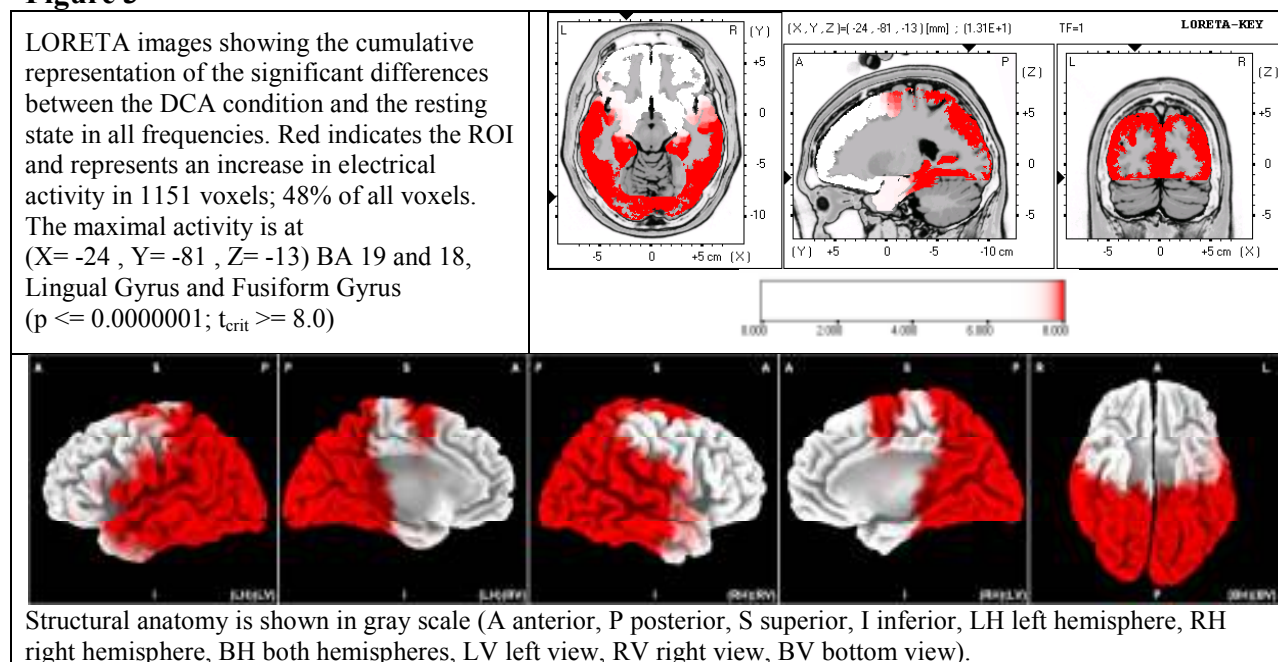 Figure 3
LORETA images showing the cumulative
representation of the significant differences
between the DCA condition and the resting
state in all frequencies. Red indicates the ROI
and represents an increase in electrical
activity in 1151 voxels; 48% of all voxels.
The maximal activity is at
(X= -24 , Y= -81 , Z= -13) BA 19 and 18,
Lingual Gyrus and Fusiform Gyrus
(p <= 0.0000001; tcrit >= 8.0)
L R (Y)
+5
0
-5
-10
-5 0 +5 cm (X)
(X, Y, Z)=( -24 , -81 , -13 ) [mm] ; (1.31E+1) TF=1 LORETA-KEY
A P (Z)
+5
0
-5
(Y) +5 0 -5 -10 cm
L R (Z)
+5
0
-5
-5 0 +5 cm (X)
0.000 2.000 4.000 6.000 8.000
A S P
I (LH)(LV)
P S A
I
P S A
I (RH)(RV)
A S P
I (RH)(LV)
R A L
P (BH)(BV)
Structural anatomy is shown in gray scale (A anterior, P posterior, S superior, I inferior, LH left hemisphere, RH
right hemisphere, BH both hemispheres, LV left view, RV right view, BV bottom view).